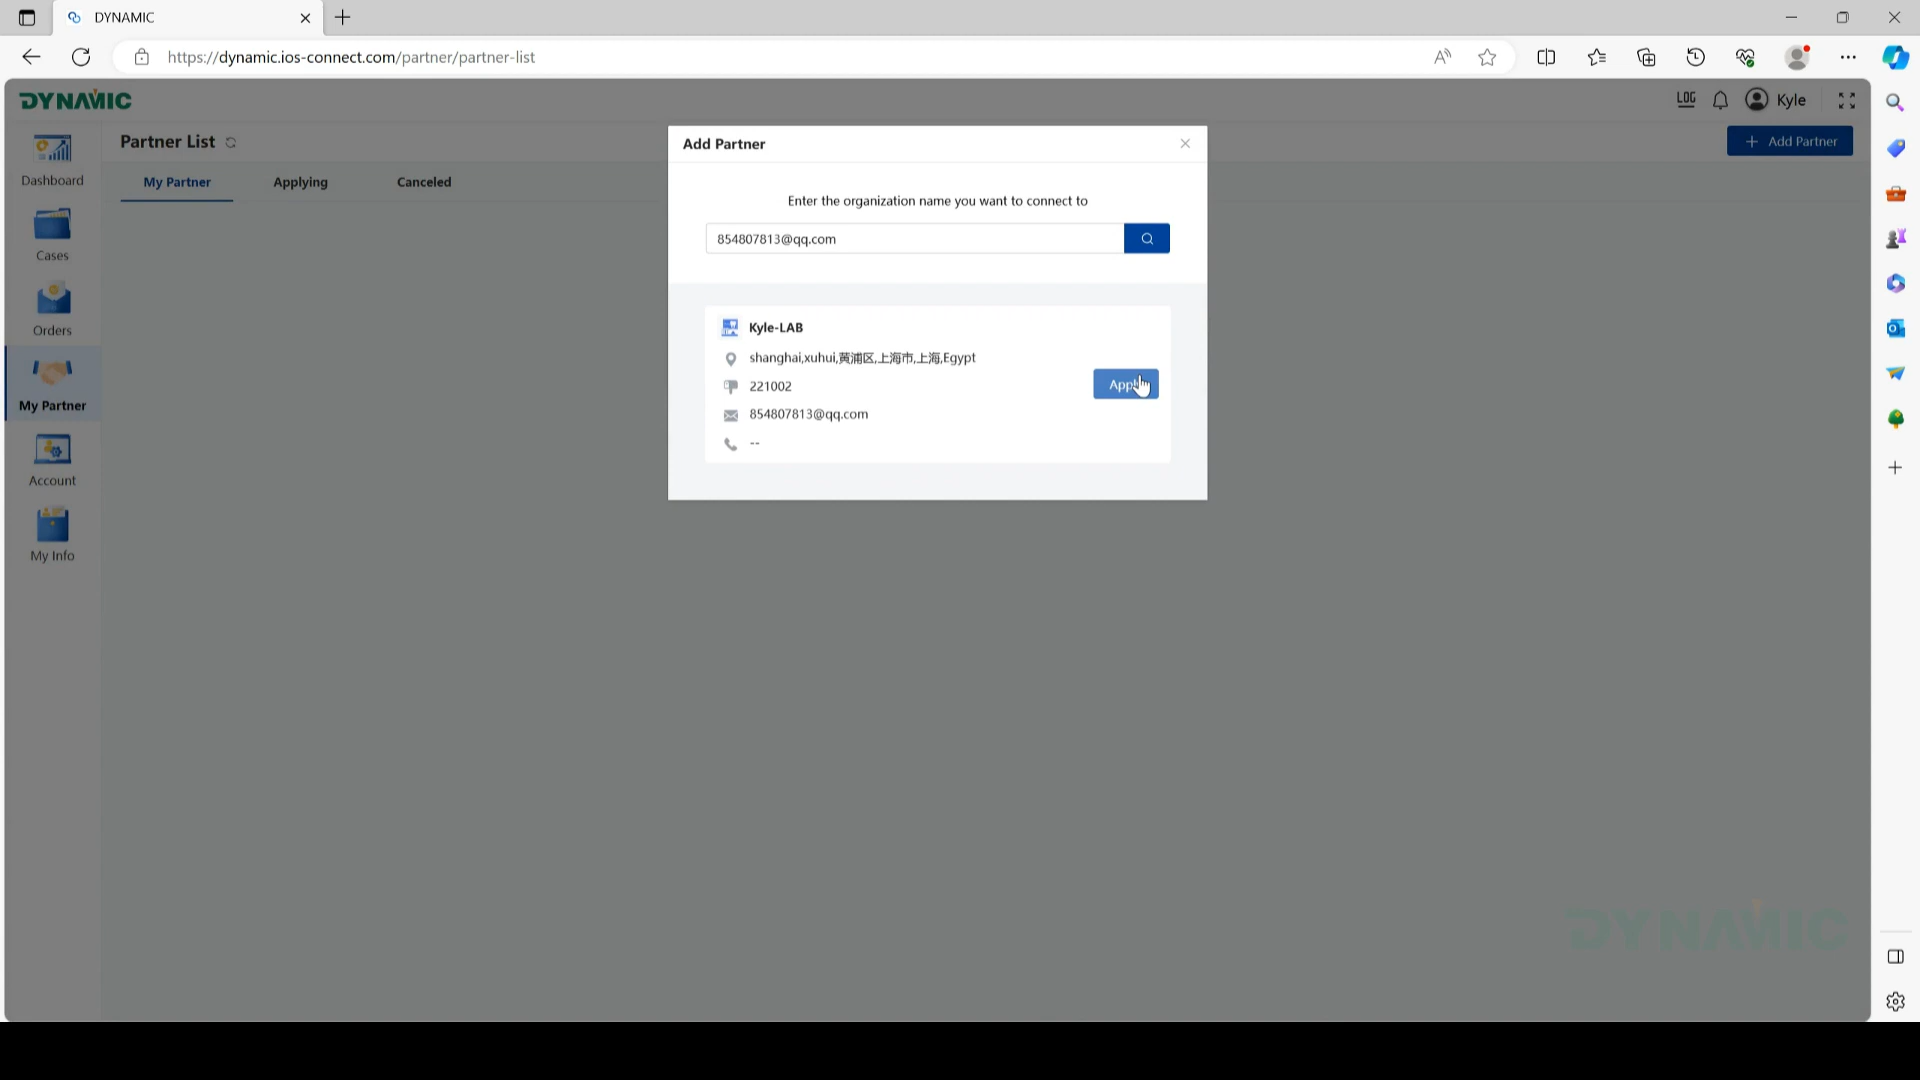 DYNAMIC
https://dynamic.ios-connect.com/partner/partner-list
DYNAMIC
LOG
Kyle
Partner List
Add Partner
My Partner
Applying
Canceled
Dashboard
Cases
Orders
My Partner
Account
My Info
Add Partner
Enter the organization name you want to connect to
854807813@qq.com
Kyle-LAB
shanghai,xuhui,黄浦区,上海市,上海,Egypt
221002
854807813@qq.com
--
DYNAMIC